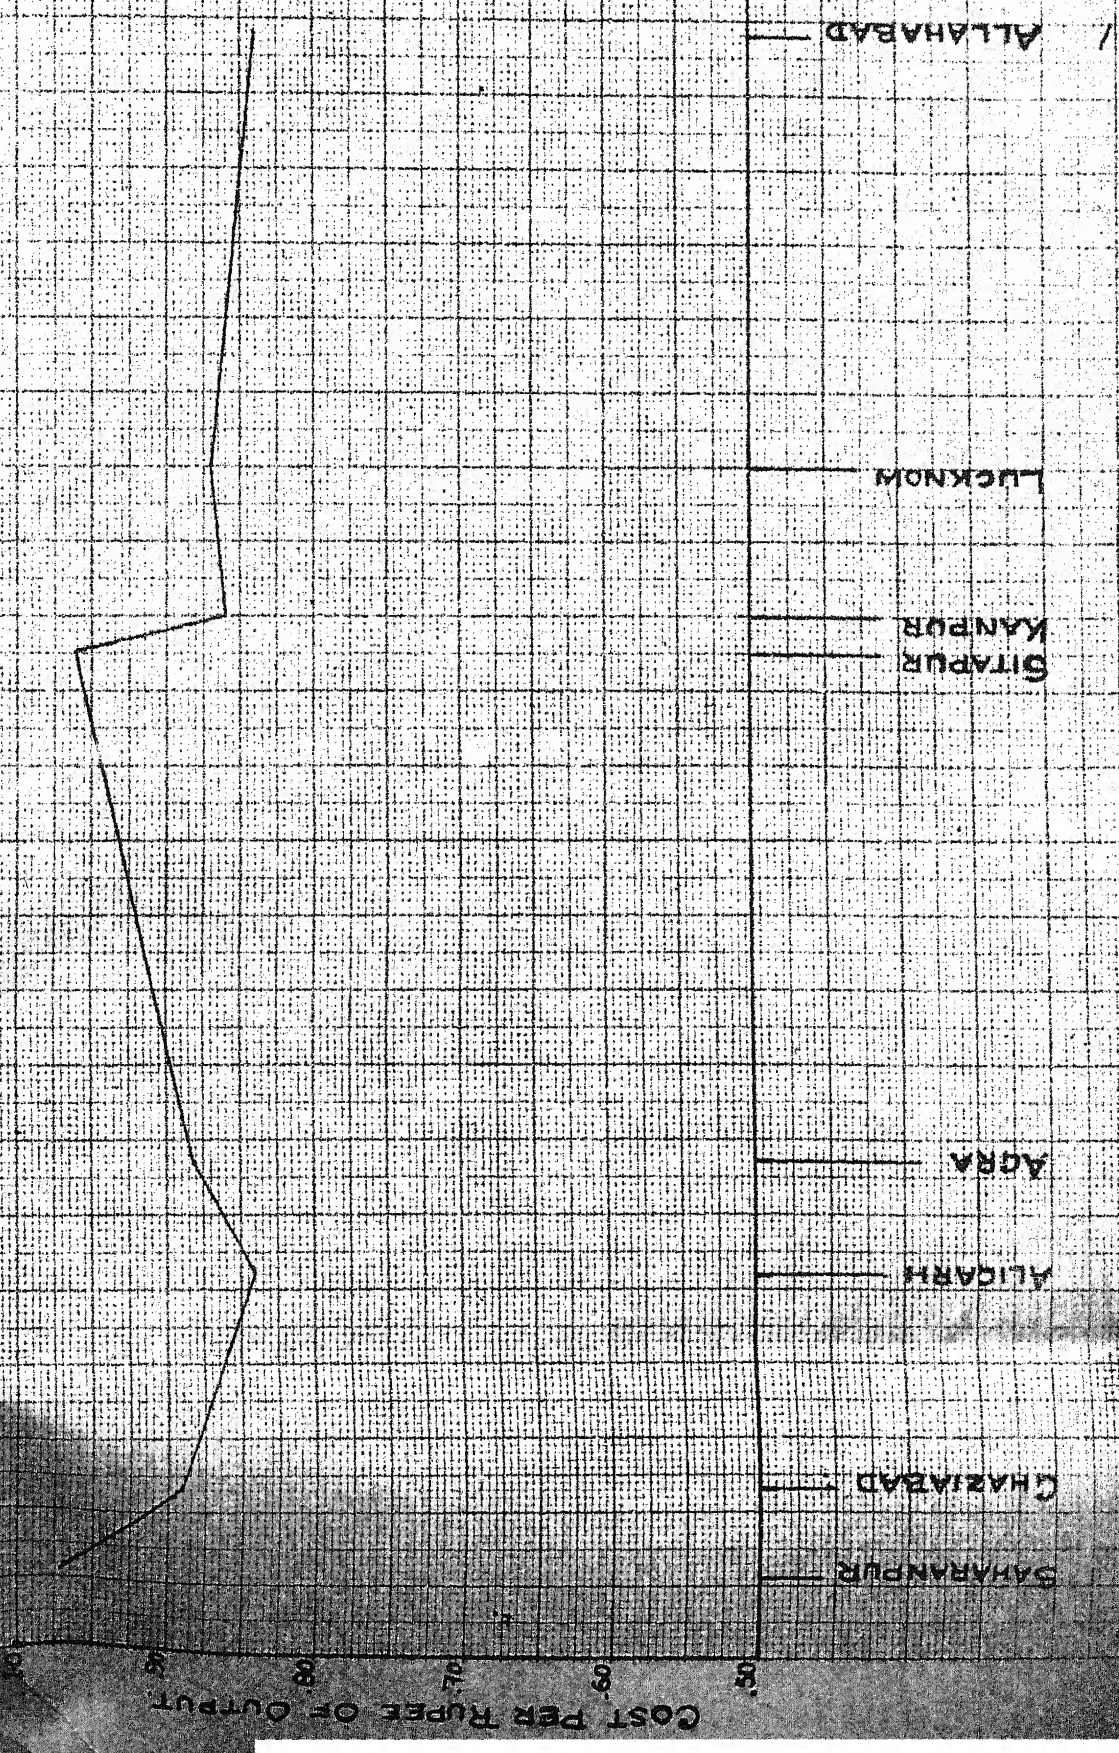 COST PER RUPEE OF OUTPUT
.50
.60
.70
.80
.90
SAHARANPUR
GHAZIABAD
ALIGARH
AGRA
SITAPUR
KANPUR
LUCKNOW
ALLAHABAD